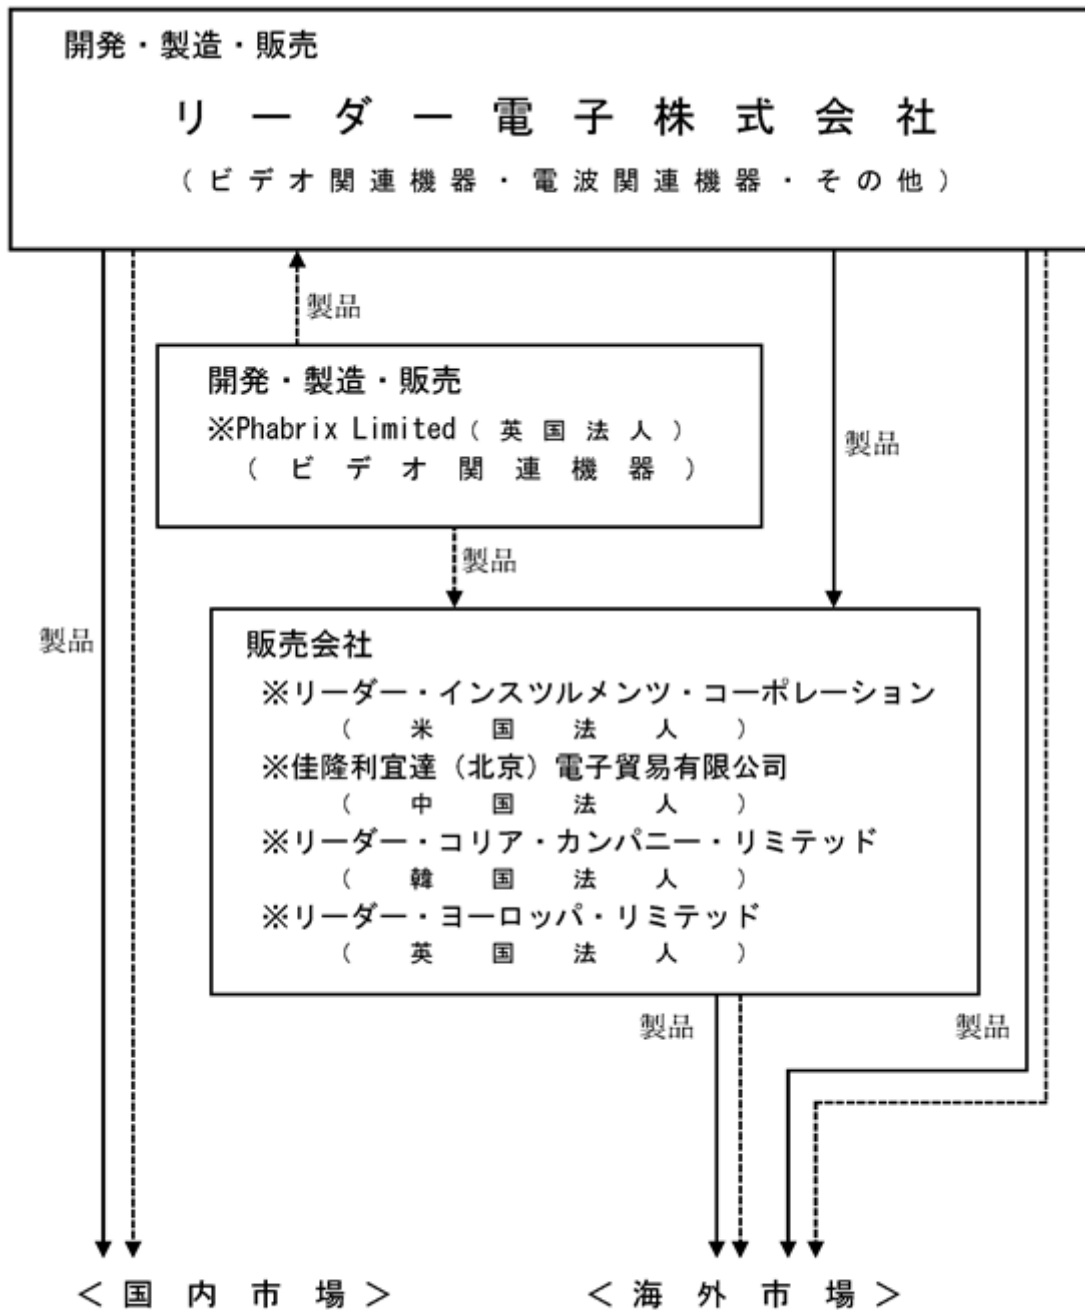 開発・製造・販売
リーダー電子株式会社
（ビデオ関連機器・電波関連機器・その他）
製品
開発・製造・販売
※Phabrix Limited（英国法人）
（ビデオ関連機器）
製品
製品
製品
販売会社
※リーダー・インスツルメンツ・コーポレーション
（米国法人）
※佳隆利宜達（北京）電子貿易有限公司
（中国法人）
※リーダー・コリア・カンパニー・リミテッド
（韓国法人）
※リーダー・ヨーロッパ・リミテッド
（英国法人）
製品
製品
＜国内市場＞
＜海外市場＞